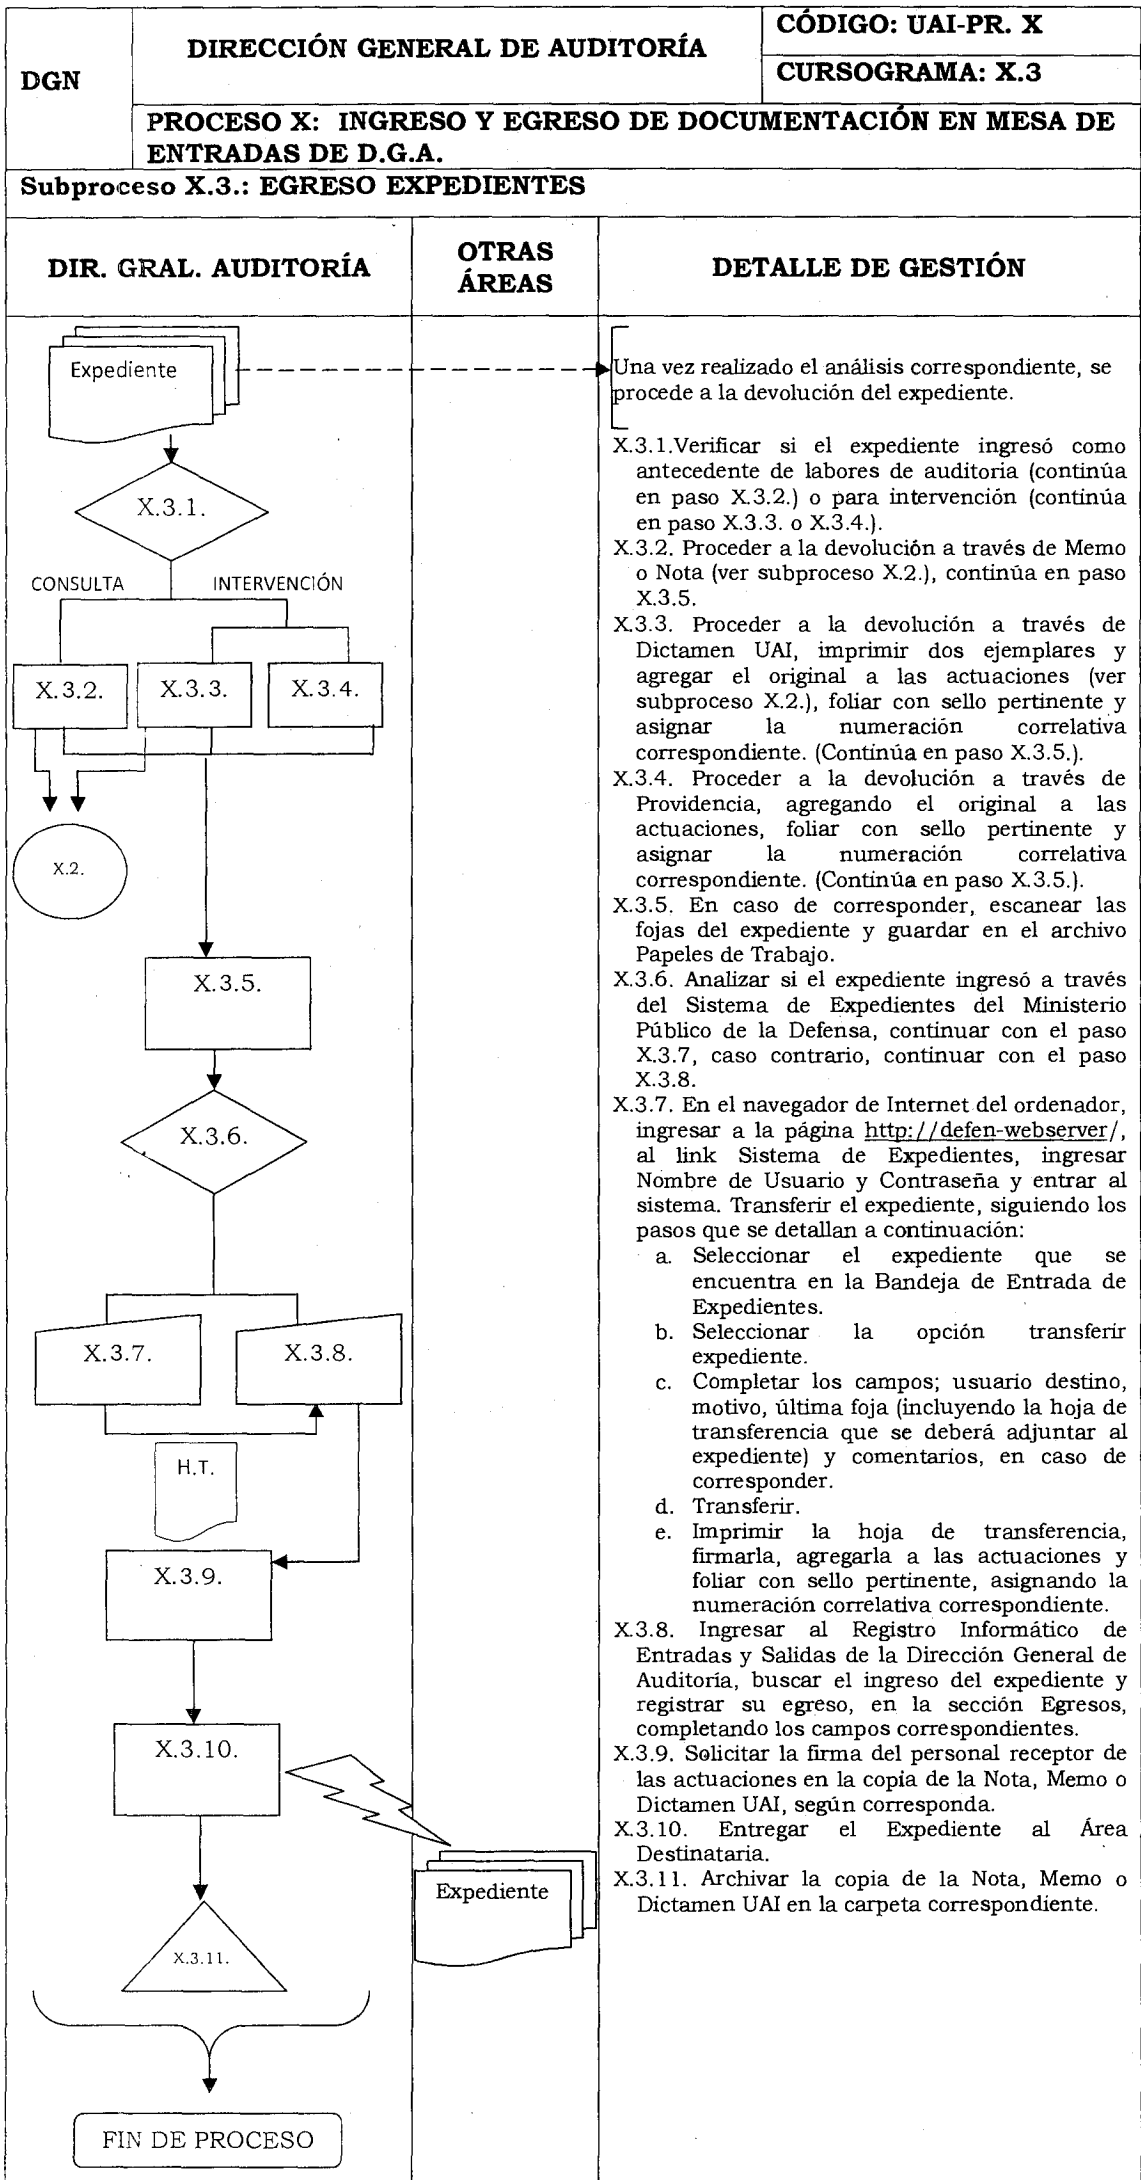 DGN
DIRECCIÓN GENERAL DE AUDITORÍA
CÓDIGO: UAI-PR. X
CURSOGRAMA: X.3
PROCESO X: INGRESO Y EGRESO DE DOCUMENTACIÓN EN MESA DE
ENTRADAS DE D.G.A.
Subproceso X.3.: EGRESO EXPEDIENTES
DIR. GRAL. AUDITORÍA
OTRAS
ÁREAS
DETALLE DE GESTIÓN
Expediente
X.3.1.
CONSULTA
INTERVENCIÓN
X.3.2.
X.3.3.
X.3.4.
X.2.
X.3.5.
X.3.6.
X.3.7.
X.3.8.
H.T.
X.3.9.
X.3.10.
Expediente
X.3.11.
FIN DE PROCESO
Una vez realizado el análisis correspondiente, se
procede a la devolución del expediente.
X.3.1.Verificar si el expediente ingresó como
antecedente de labores de auditoria (continúa
en paso X.3.2.) o para intervención (continúa
en paso X.3.3. o X.3.4.).
X.3.2. Proceder a la devolución a través de Memo
o Nota (ver subproceso X.2.), continúa en paso
X.3.5.
X.3.3. Proceder a la devolución a través de
Dictamen UAI, imprimir dos ejemplares y
agregar el original a las actuaciones (ver
subproceso X.2.), foliar con sello pertinente y
asignar la numeración correlativa
correspondiente. (Continúa en paso X.3.5.).
X.3.4. Proceder a la devolución a través de
Providencia, agregando el original a las
actuaciones, foliar con sello pertinente y
asignar la numeración correlativa
correspondiente. (Continúa en paso X.3.5.).
X.3.5. En caso de corresponder, escanear las
fojas del expediente y guardar en el archivo
Papeles de Trabajo.
X.3.6. Analizar si el expediente ingresó a través
del Sistema de Expedientes del Ministerio
Público de la Defensa, continuar con el paso
X.3.7, caso contrario, continuar con el paso
X.3.8.
X.3.7. En el navegador de Internet del ordenador,
ingresar a la página http://defen-webserver/,
al link Sistema de Expedientes, ingresar
Nombre de Usuario y Contraseña y entrar al
sistema. Transferir el expediente, siguiendo los
pasos que se detallan a continuación:
a. Seleccionar el expediente que se
encuentra en la Bandeja de Entrada de
Expedientes.
b. Seleccionar la opción transferir
expediente.
c. Completar los campos; usuario destino,
motivo, última foja (incluyendo la hoja de
transferencia que se deberá adjuntar al
expediente) y comentarios, en caso de
corresponder.
d. Transferir.
e. Imprimir la hoja de transferencia,
firmarla, agregarla a las actuaciones y
foliar con sello pertinente, asignando la
numeración correlativa correspondiente.
X.3.8. Ingresar al Registro Informático de
Entradas y Salidas de la Dirección General de
Auditoría, buscar el ingreso del expediente y
registrar su egreso, en la sección Egresos,
completando los campos correspondientes.
X.3.9. Solicitar la firma del personal receptor de
las actuaciones en la copia de la Nota, Memo o
Dictamen UAI, según corresponda.
X.3.10. Entregar el Expediente al Área
Destinataria.
X.3.11. Archivar la copia de la Nota, Memo o
Dictamen UAI en la carpeta correspondiente.